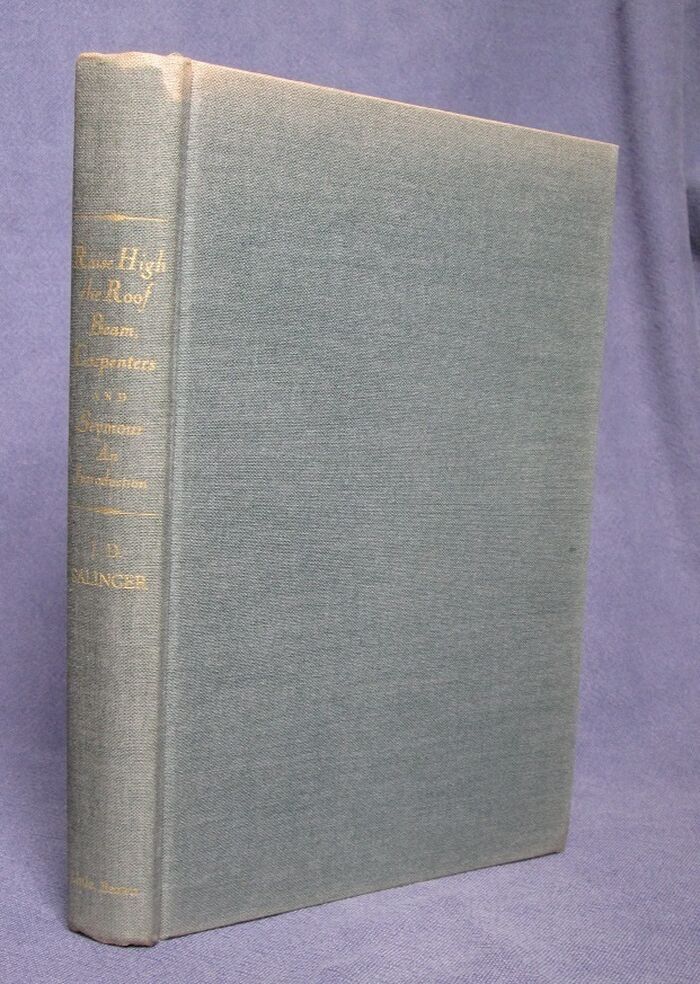 Raise High
the Roof
Beam,
Carpenters
AND
Seymour
An
Introduction
J. D.
SALINGER
Little, Brown